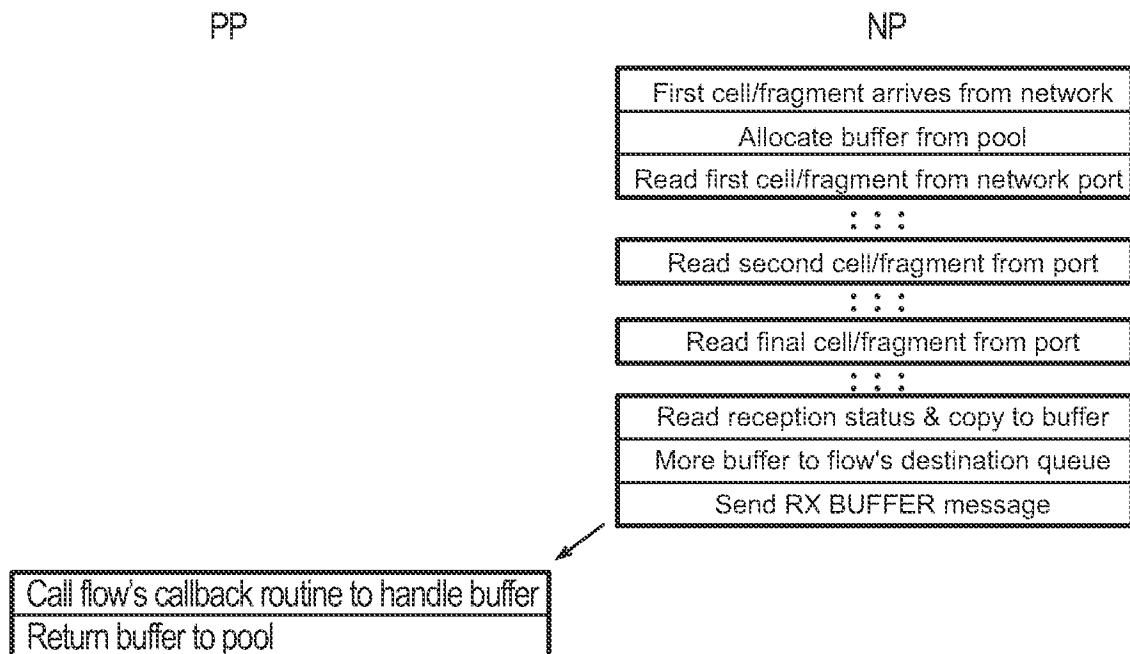 PP
NP
First cell/fragment arrives from network
Allocate buffer from pool
Read first cell/fragment from network port
Read second cell/fragment from port
Read final cell/fragment from port
Read reception status & copy to buffer
More buffer to flow's destination queue
Send RX BUFFER message
Call flow's callback routine to handle buffer
Return buffer to pool